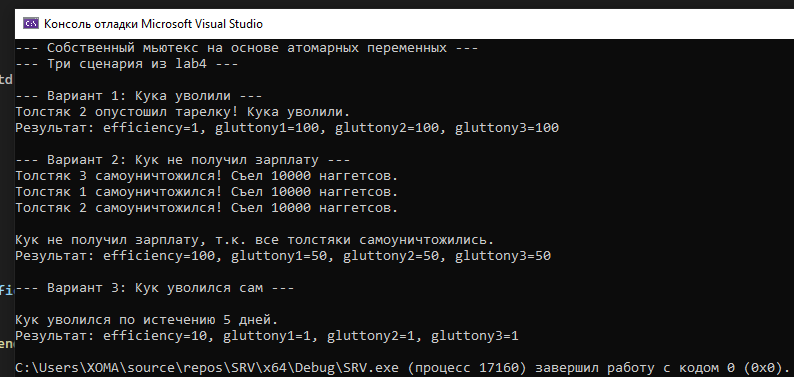 Консоль отладки Microsoft Visual Studio
--- Собственный мьютекс на основе атомарных переменных ---
--- Три сценария из lab4 ---
td
--- Вариант 1: Кука уволили ---
Толстяк 2 опустошил тарелку! Кука уволили.
Результат: efficiency=1, gluttony1=100, gluttony2=100, gluttony3=100
--- Вариант 2: Кук не получил зарплату ---
Толстяк 3 самоуничтожился! Съел 10000 наггетсов.
Толстяк 1 самоуничтожился! Съел 10000 наггетсов.
Толстяк 2 самоуничтожился! Съел 10000 наггетсов.
Кук не получил зарплату, т.к. все толстяки самоуничтожились.
Результат: efficiency=100, gluttony1=50, gluttony2=50, gluttony3=50
fic
--- Вариант 3: Кук уволился сам ---
Кук уволился по истечению 5 дней.
Результат: efficiency=10, gluttony1=1, gluttony2=1, gluttony3=1
end
C:\Users\XOMA\source\repos\SRV\x64\Debug\SRV.exe (процесс 17160) завершил работу с кодом 0 (0x0).